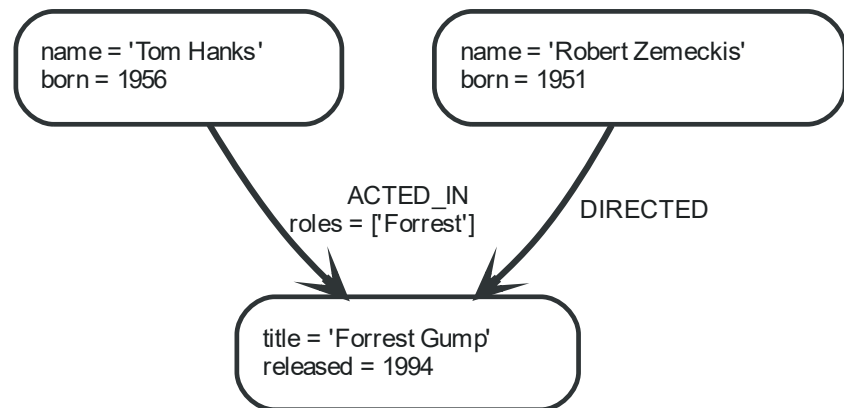 name = 'Tom Hanks'
born = 1956
name = 'Robert Zemeckis'
born = 1951
ACTED_IN
roles = ['Forrest']
DIRECTED
title = 'Forrest Gump'
released = 1994